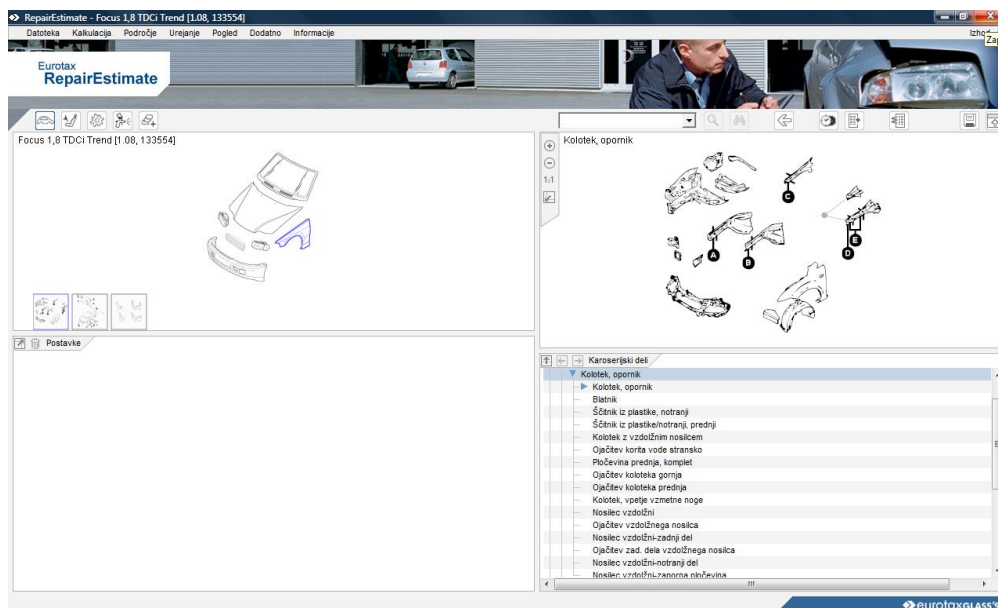 RepairEstimate - Focus 1,8 TDCi Trend [1.08, 133554]
Datoteka Kalkulacija Področje Urejanje Pogled Dodatno Informacije
Eurotax
RepairEstimate
Focus 1,8 TDCi Trend [1.08, 133554]
Kolotek, opornik
1:1
C
E
A
B
D
Postavke
Karoserijski deli
Kolotek, opornik
Kolotek, opornik
Blatnik
Ščitnik iz plastike, notranji
Ščitnik iz plastike/notranji, prednji
Kolotek z vzdolžnim nosilcem
Ojačitev korita vode stransko
Pločevina prednja, komplet
Ojačitev koloteka gornja
Ojačitev koloteka prednja
Kolotek, vpetje vzmetne noge
Nosilec vzdolžni
Ojačitev vzdolžnega nosilca
Nosilec vzdolžni-zadnji del
Ojačitev zad. dela vzdolžnega nosilca
Nosilec vzdolžni-notranji del
Nosilec vzdolžni-zaporna pločevina
eurotaxGLASS'S